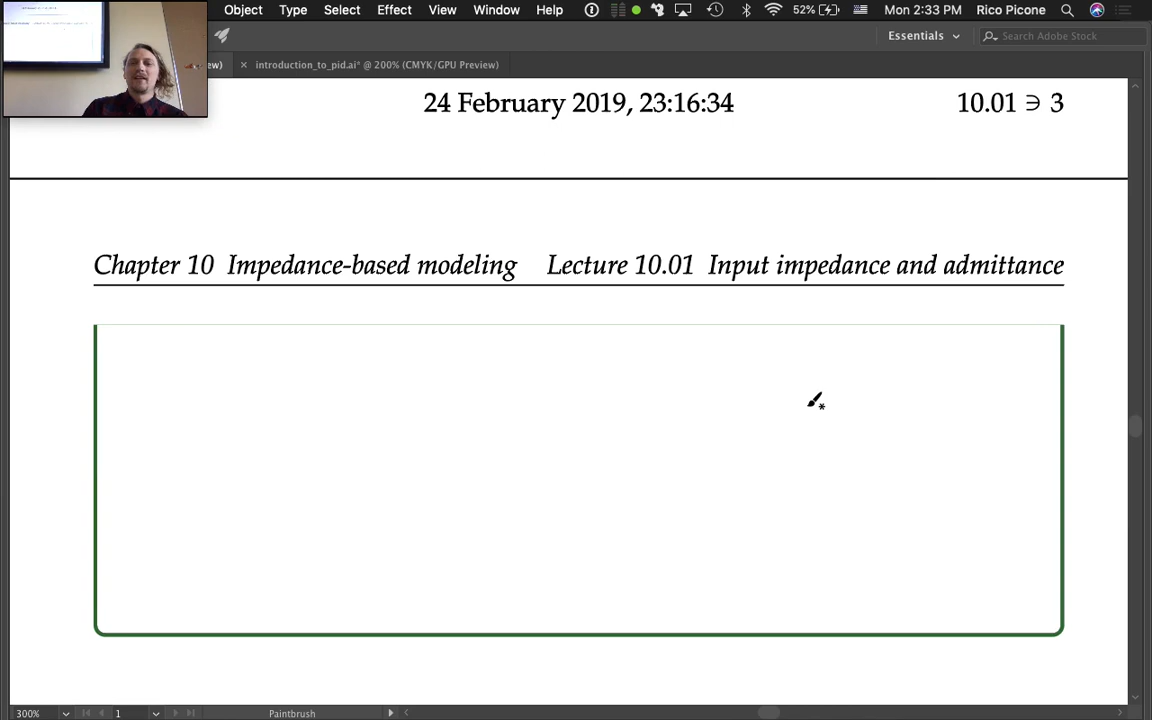 Object Type Select Effect View Window Help 52% Mon 2:33 PM Rico Picone
Essentials Search Adobe Stock
ew) × introduction_to_pid.ai* @ 200% (CMYK/GPU Preview)
24 February 2019, 23:16:34 10.01 ∋ 3
Chapter 10 Impedance-based modeling Lecture 10.01 Input impedance and admittance
300% 1 Paintbrush